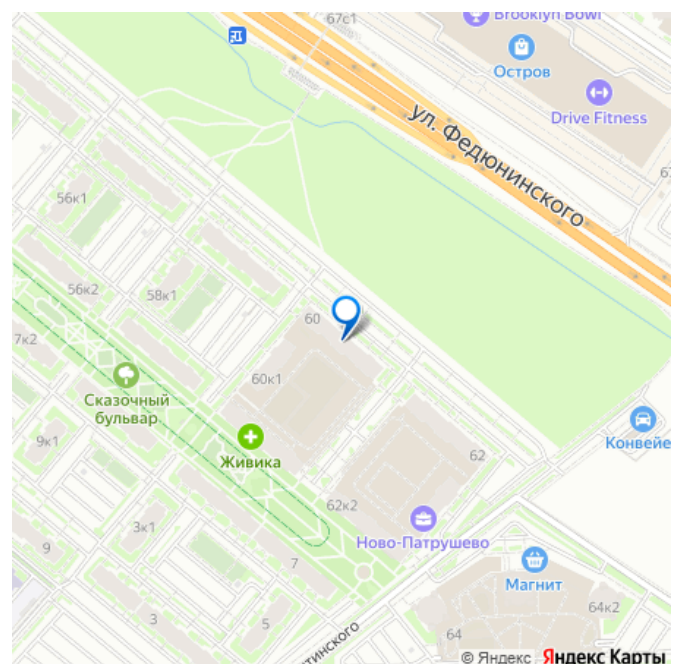 67с1
Brooklyn Bowl
Остров
Drive Fitness
ул. Федюнинского
56к1
56к2
58к1
60
7к2
60к1
Сказочный
бульвар
Живика
Конвейе
9к1
62
62к2
3к1
Ново-Патрушево
9
7
Магнит
3
5
64
64к2
© Яндекс Яндекс Карты